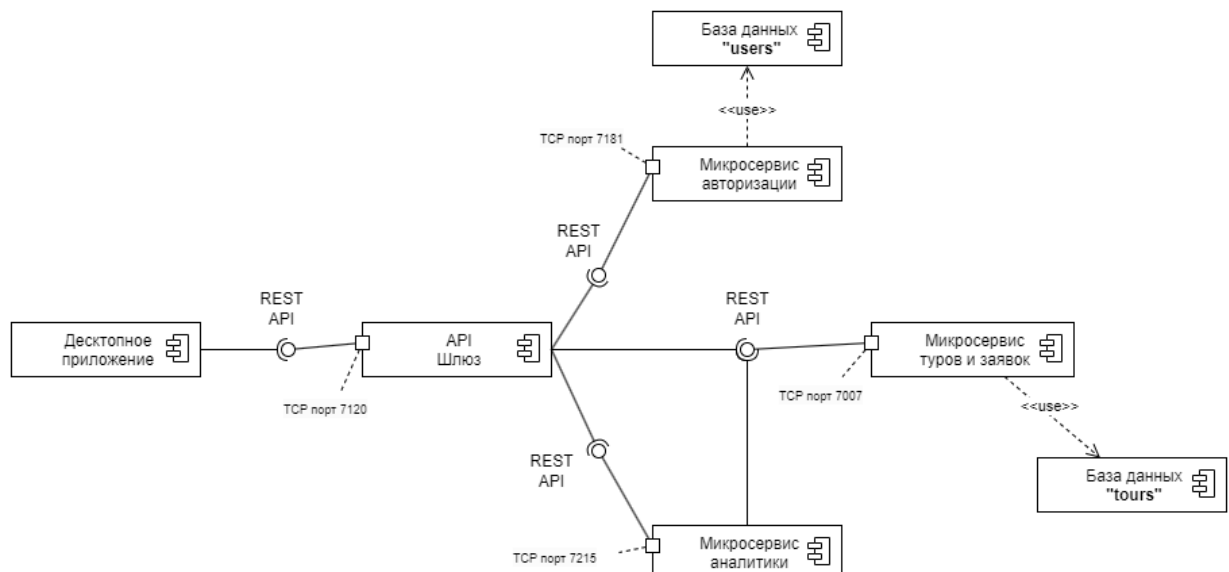 База данных
"users"
<<use>>
TCP порт 7181
Микросервис
авторизации
REST
API
REST
API
REST
API
Десктопное
приложение
API
Шлюз
Микросервис
туров и заявок
TCP порт 7120
TCP порт 7007
<<use>>
REST
API
База данных
"tours"
TCP порт 7215
Микросервис
аналитики